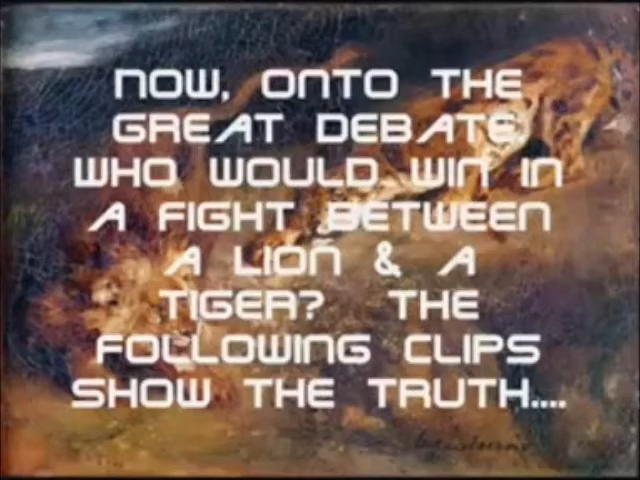 NOW, ONTO THE
GREAT DEBATE
WHO WOULD WIN IN
A FIGHT BETWEEN
A LION & A
TIGER? THE
FOLLOWING CLIPS
SHOW THE TRUTH....